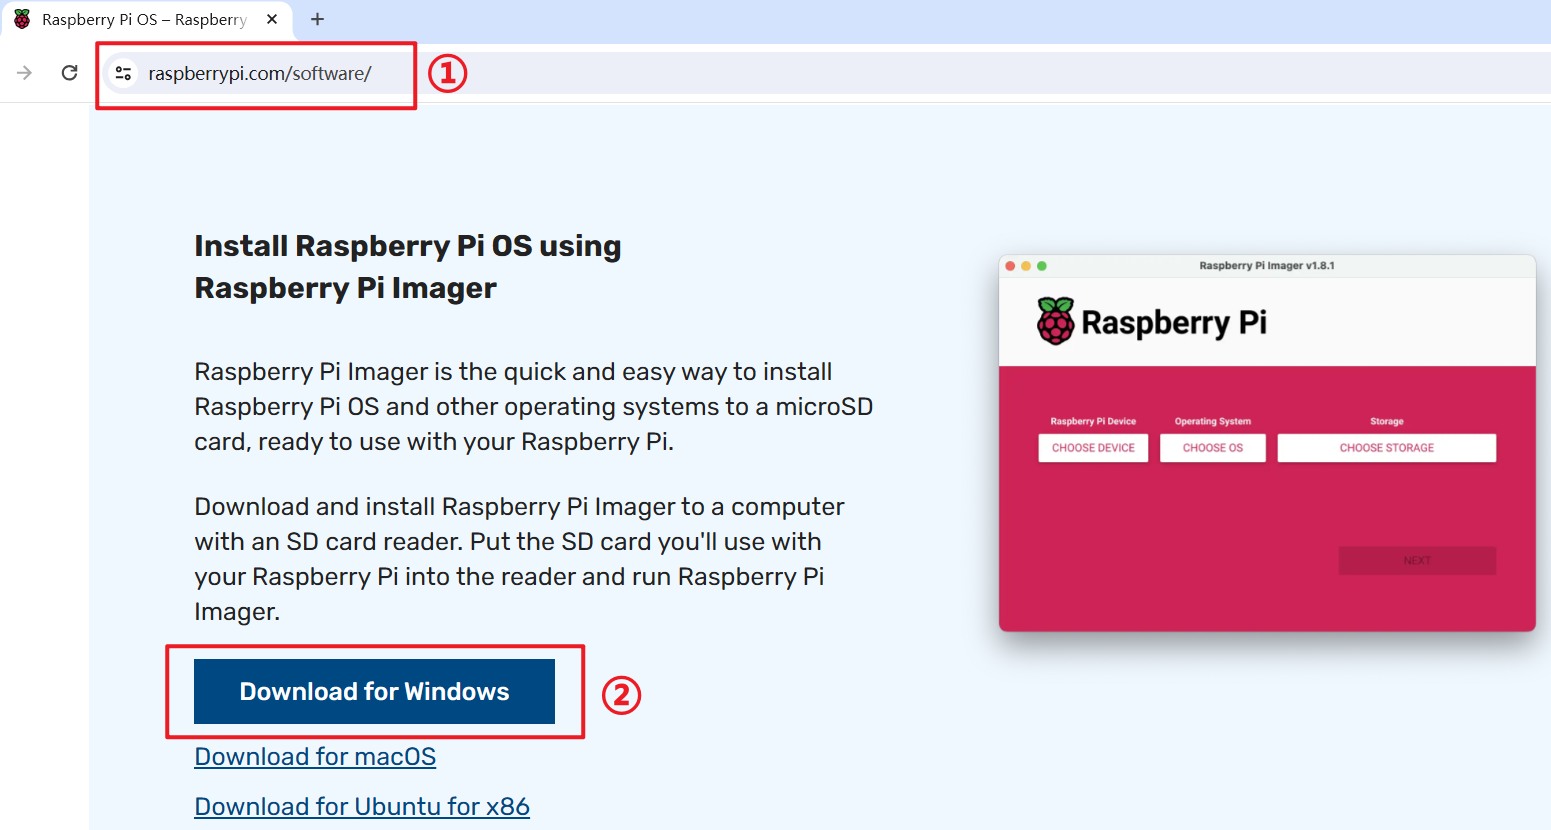 Raspberry Pi OS – Raspberry
raspberrypi.com/software/
①
Install Raspberry Pi OS using
Raspberry Pi Imager
Raspberry Pi Imager is the quick and easy way to install
Raspberry Pi OS and other operating systems to a microSD
card, ready to use with your Raspberry Pi.
Download and install Raspberry Pi Imager to a computer
with an SD card reader. Put the SD card you'll use with
your Raspberry Pi into the reader and run Raspberry Pi
Imager.
Download for Windows
②
Download for macOS
Download for Ubuntu for x86
Raspberry Pi Imager v1.8.1
Raspberry Pi
Raspberry Pi Device Operating System Storage
CHOOSE DEVICE CHOOSE OS CHOOSE STORAGE
NEXT